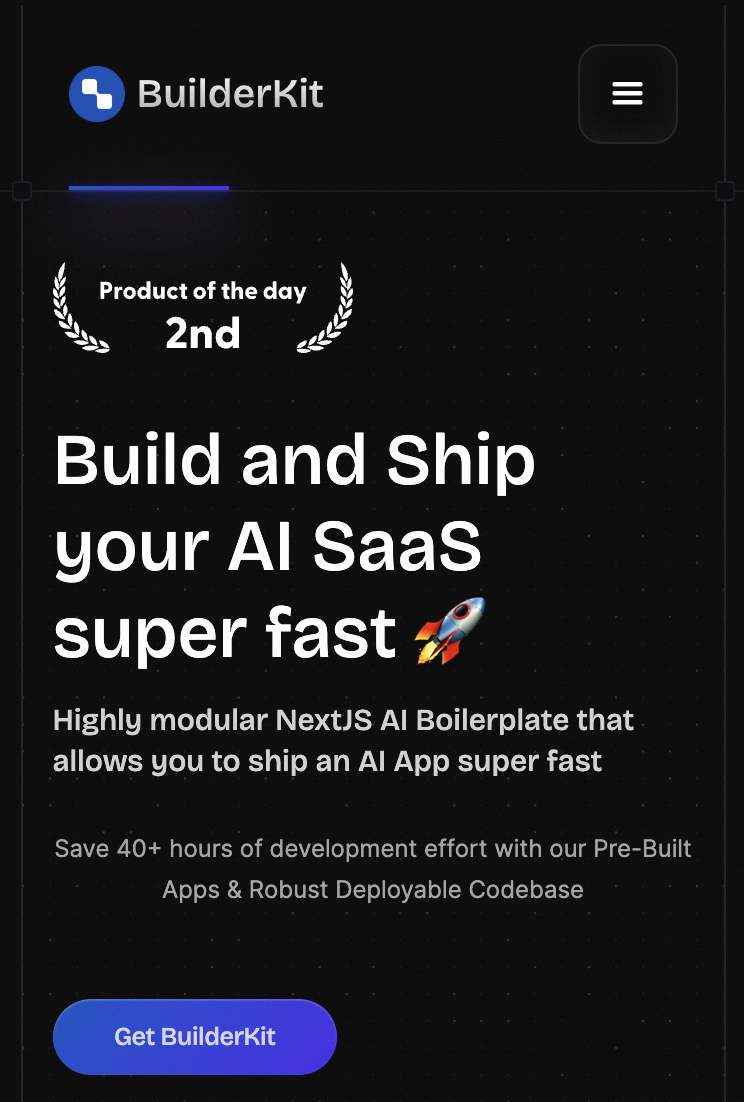 BuilderKit
Product of the day
2nd
Build and Ship
your AI SaaS
super fast 🚀
Highly modular NextJS AI Boilerplate that
allows you to ship an AI App super fast
Save 40+ hours of development effort with our Pre-Built
Apps & Robust Deployable Codebase
Get BuilderKit